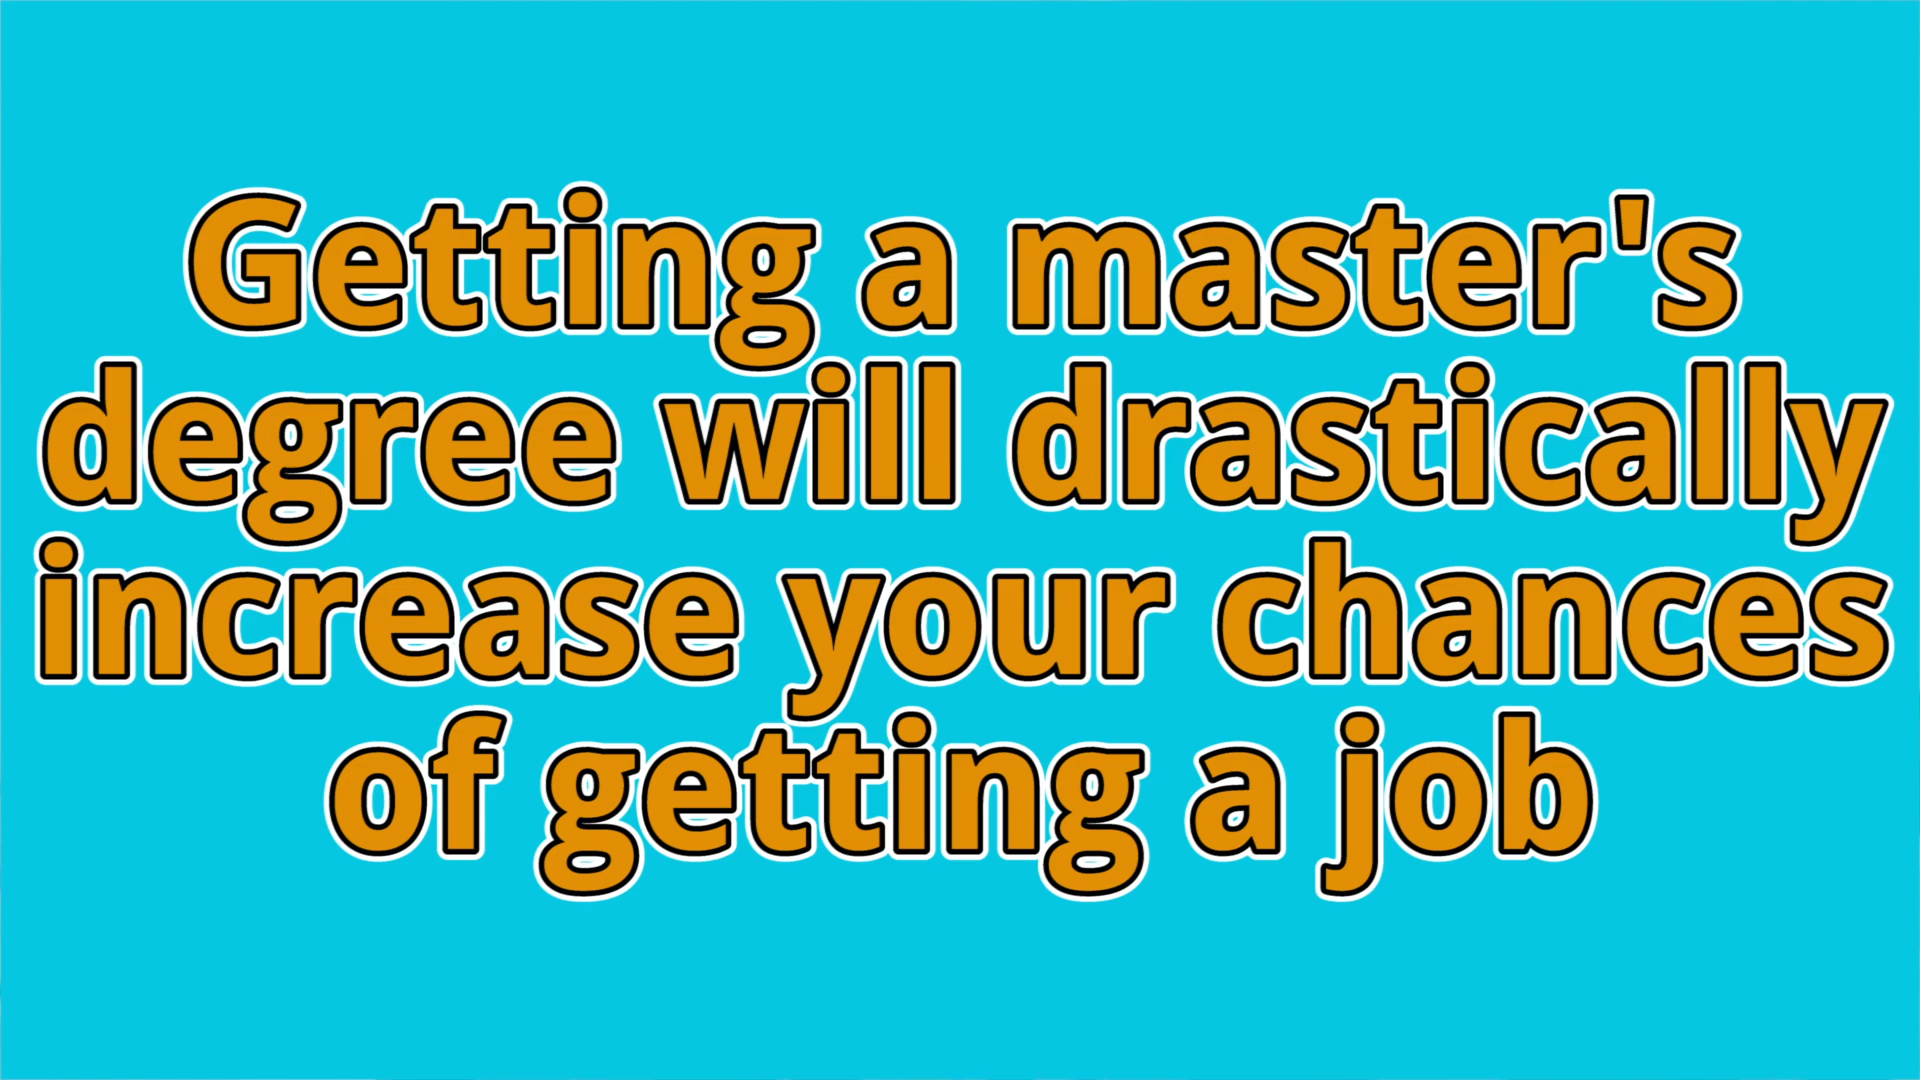 Getting a master's
degree will drastically
increase your chances
of getting a job